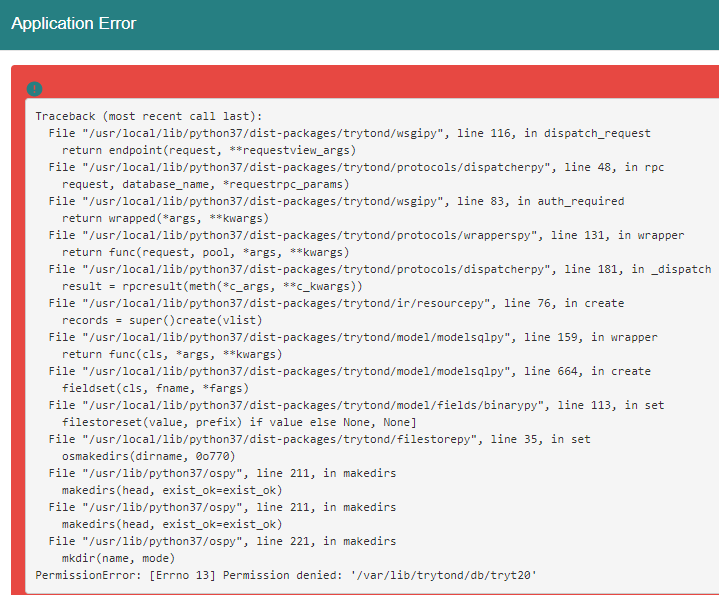 Application Error
!
Traceback (most recent call last):
File "/usr/local/lib/python37/dist-packages/trytond/wsgipy", line 116, in dispatch_request
return endpoint(request, **requestview_args)
File "/usr/local/lib/python37/dist-packages/trytond/protocols/dispatcherpy", line 48, in rpc
request, database_name, *requestrpc_params)
File "/usr/local/lib/python37/dist-packages/trytond/wsgipy", line 83, in auth_required
return wrapped(*args, **kwargs)
File "/usr/local/lib/python37/dist-packages/trytond/protocols/wrapperspy", line 131, in wrapper
return func(request, pool, *args, **kwargs)
File "/usr/local/lib/python37/dist-packages/trytond/protocols/dispatcherpy", line 181, in _dispatch
result = rpcresult(meth(*c_args, **c_kwargs))
File "/usr/local/lib/python37/dist-packages/trytond/ir/resourcepy", line 76, in create
records = super()create(vlist)
File "/usr/local/lib/python37/dist-packages/trytond/model/modelsqlpy", line 159, in wrapper
return func(cls, *args, **kwargs)
File "/usr/local/lib/python37/dist-packages/trytond/model/modelsqlpy", line 664, in create
fieldset(cls, fname, *fargs)
File "/usr/local/lib/python37/dist-packages/trytond/model/fields/binarypy", line 113, in set
filestoreset(value, prefix) if value else None, None]
File "/usr/local/lib/python37/dist-packages/trytond/filestorepy", line 35, in set
osmakedirs(dirname, 0o770)
File "/usr/lib/python37/ospy", line 211, in makedirs
makedirs(head, exist_ok=exist_ok)
File "/usr/lib/python37/ospy", line 211, in makedirs
makedirs(head, exist_ok=exist_ok)
File "/usr/lib/python37/ospy", line 221, in makedirs
mkdir(name, mode)
PermissionError: [Errno 13] Permission denied: '/var/lib/trytond/db/tryt20'